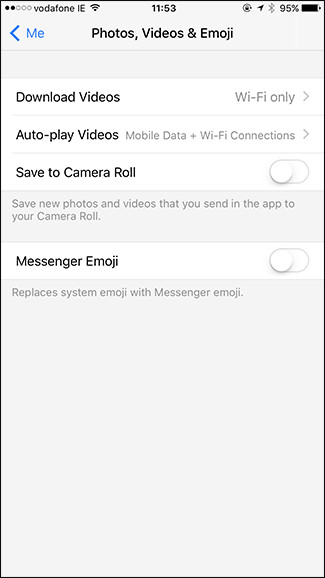 vodafone IE 11:53 95%
Me Photos, Videos & Emoji
Download Videos Wi-Fi only
Auto-play Videos Mobile Data + Wi-Fi Connections
Save to Camera Roll
Save new photos and videos that you send in the app to
your Camera Roll.
Messenger Emoji
Replaces system emoji with Messenger emoji.